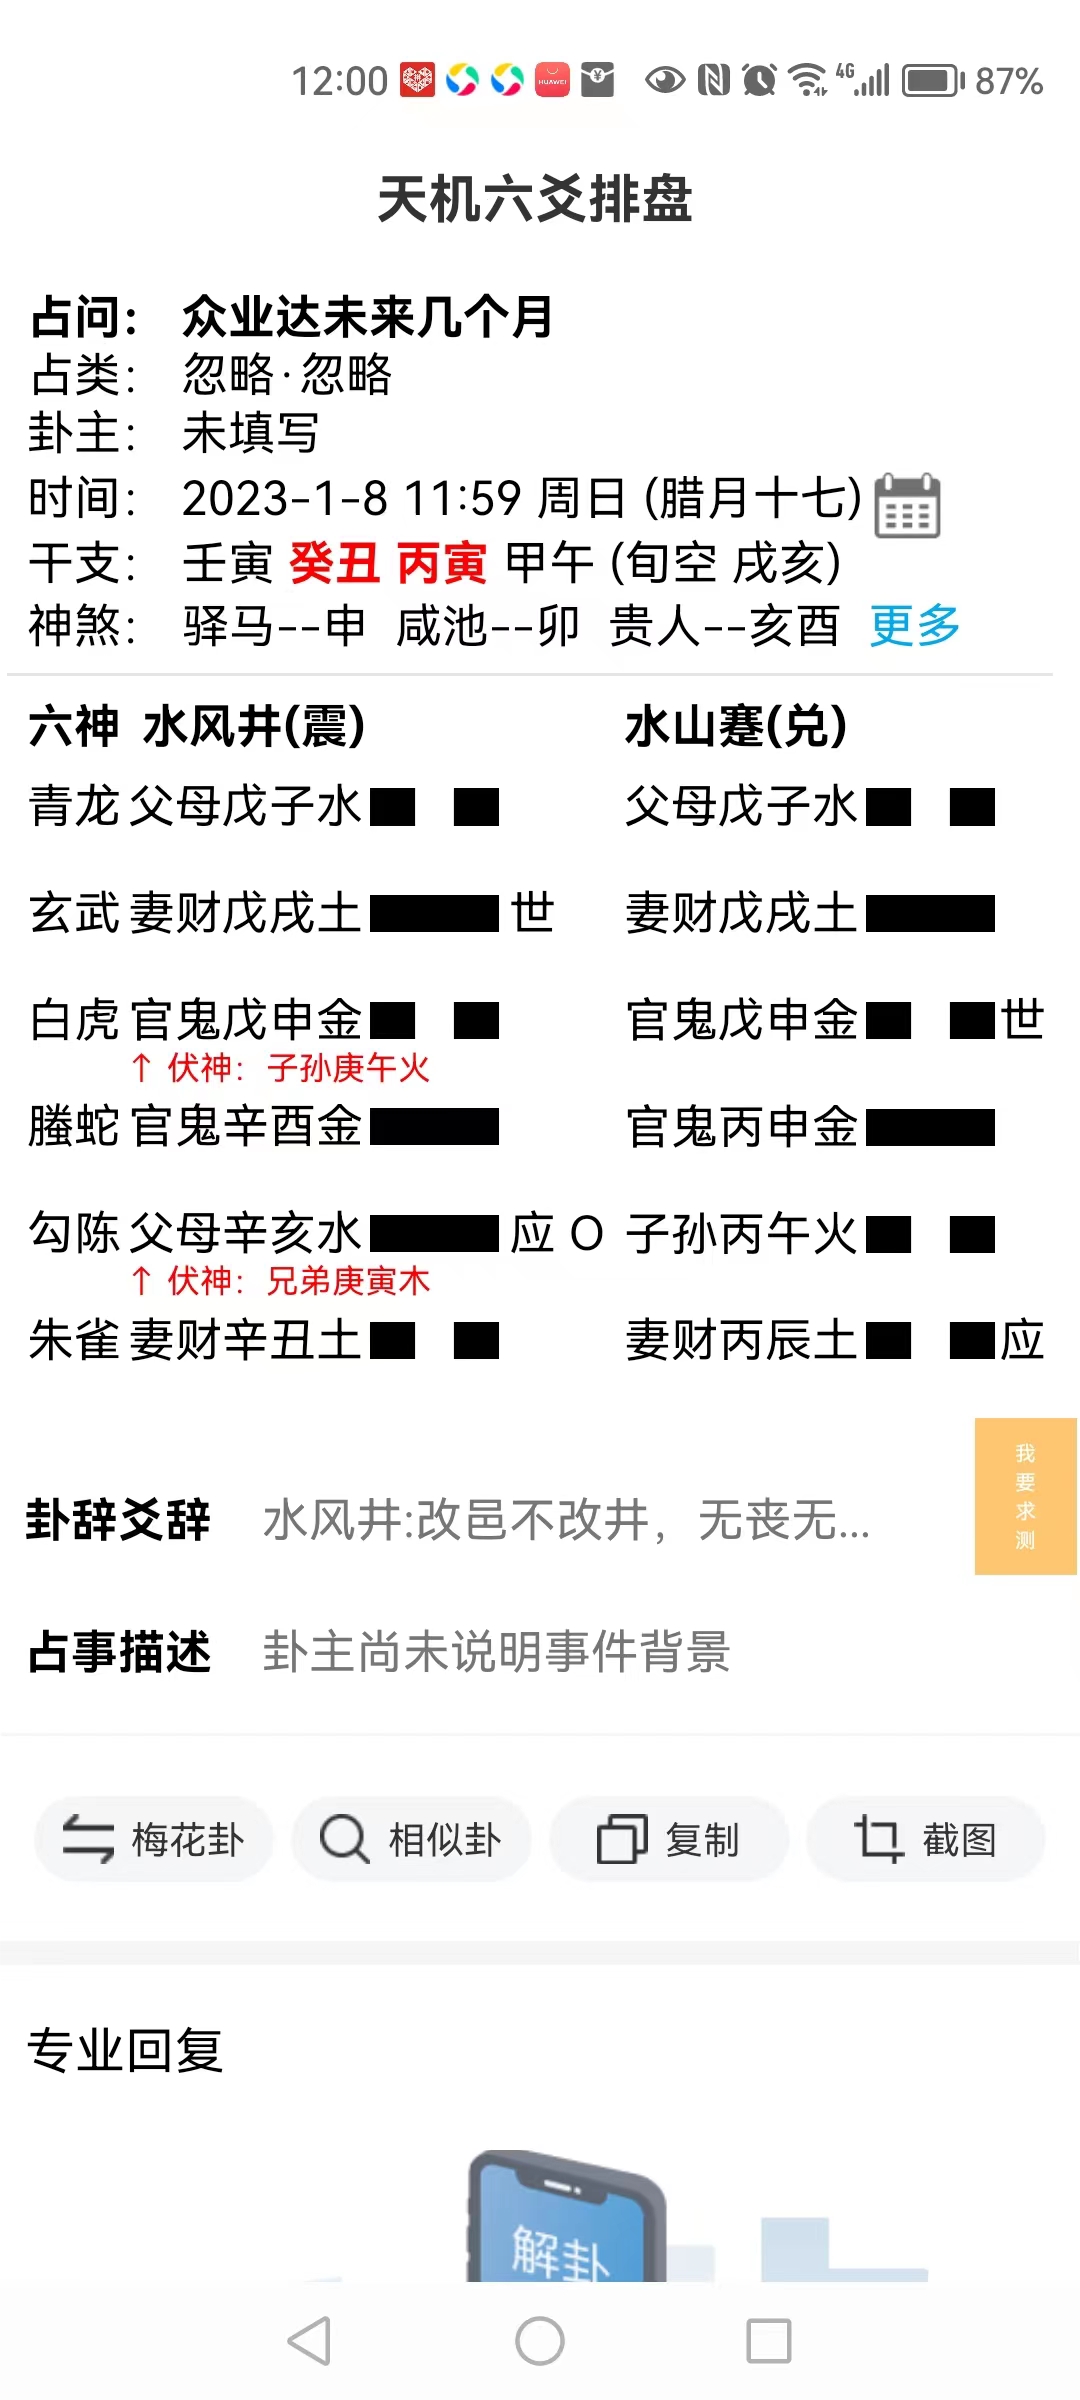 12:00 HUAWEI 4G 87%
天机六爻排盘
占问： 众业达未来几个月
占类： 忽略·忽略
卦主： 未填写
时间： 2023-1-8 11:59 周日 (腊月十七)
干支： 壬寅 癸丑 丙寅 甲午 (旬空 戌亥)
神煞： 驿马--申 咸池--卯 贵人--亥酉 更多
六神 水风井(震) 水山蹇(兑)
青龙 父母戊子水 父母戊子水
玄武 妻财戊戌土 世 妻财戊戌土
白虎 官鬼戊申金 官鬼戊申金 世
↑ 伏神：子孙庚午火
螣蛇 官鬼辛酉金 官鬼丙申金
勾陈 父母辛亥水 应 O 子孙丙午火
↑ 伏神：兄弟庚寅木
朱雀 妻财辛丑土 妻财丙辰土 应
我要求测
卦辞爻辞 水风井:改邑不改井，无丧无...
占事描述 卦主尚未说明事件背景
梅花卦 相似卦 复制 截图
专业回复
解卦